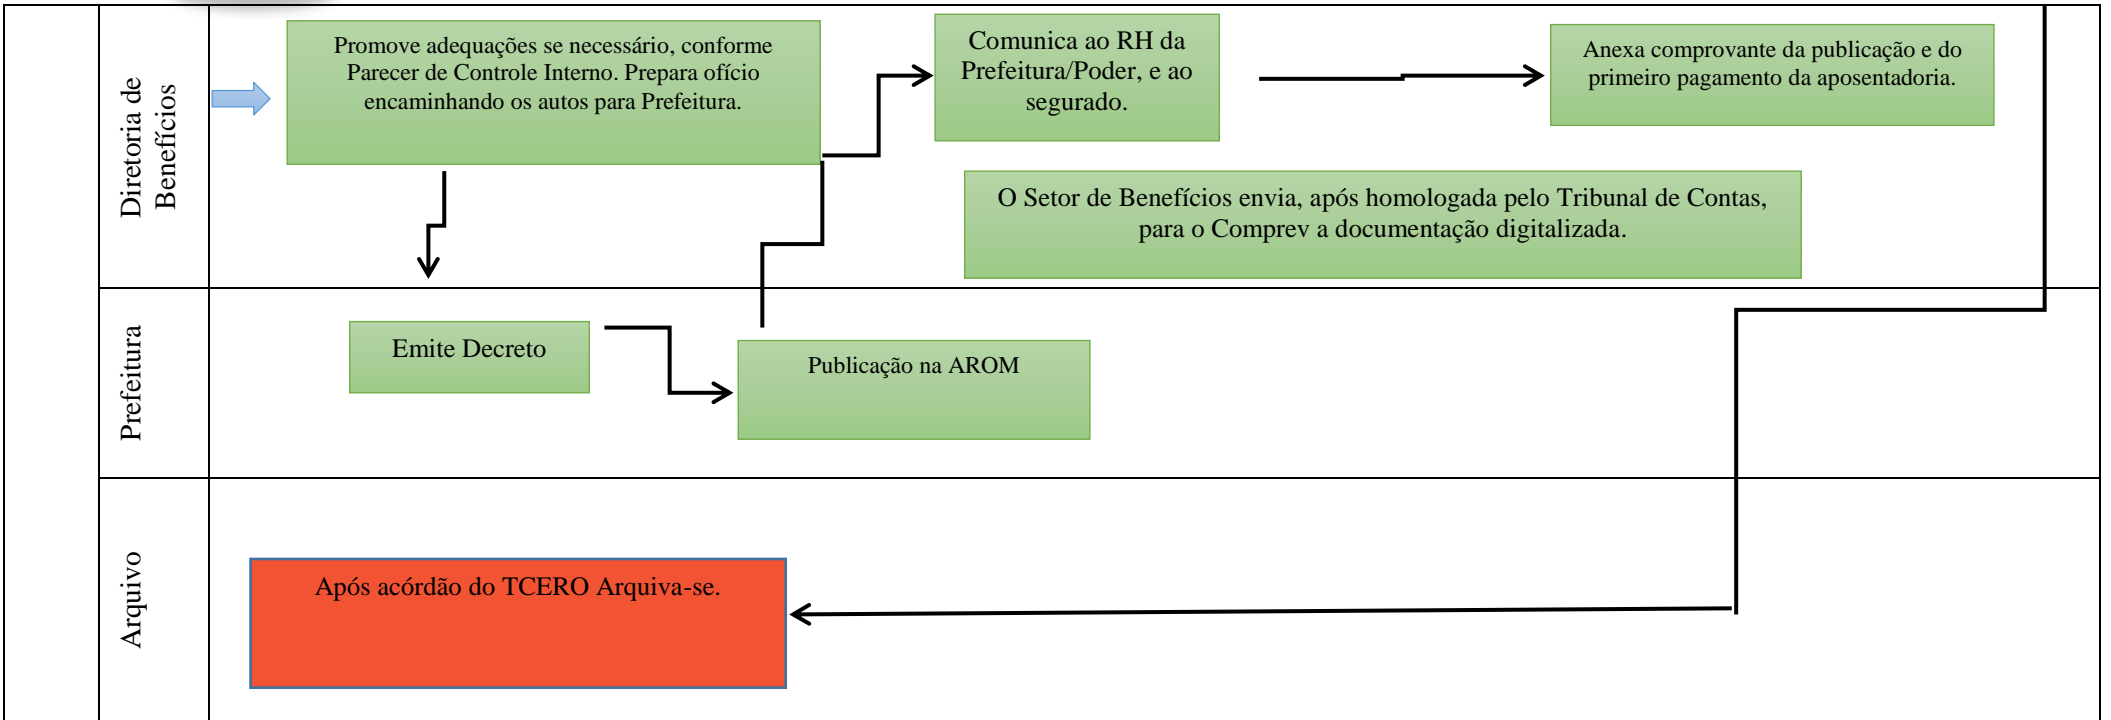 Diretoria de
Benefícios
Promove adequações se necessário, conforme
Parecer de Controle Interno. Prepara ofício
encaminhando os autos para Prefeitura.
Comunica ao RH da
Prefeitura/Poder, e ao
segurado.
Anexa comprovante da publicação e do
primeiro pagamento da aposentadoria.
O Setor de Benefícios envia, após homologada pelo Tribunal de Contas,
para o Comprev a documentação digitalizada.
Prefeitura
Emite Decreto
Publicação na AROM
Arquivo
Após acórdão do TCERO Arquiva-se.